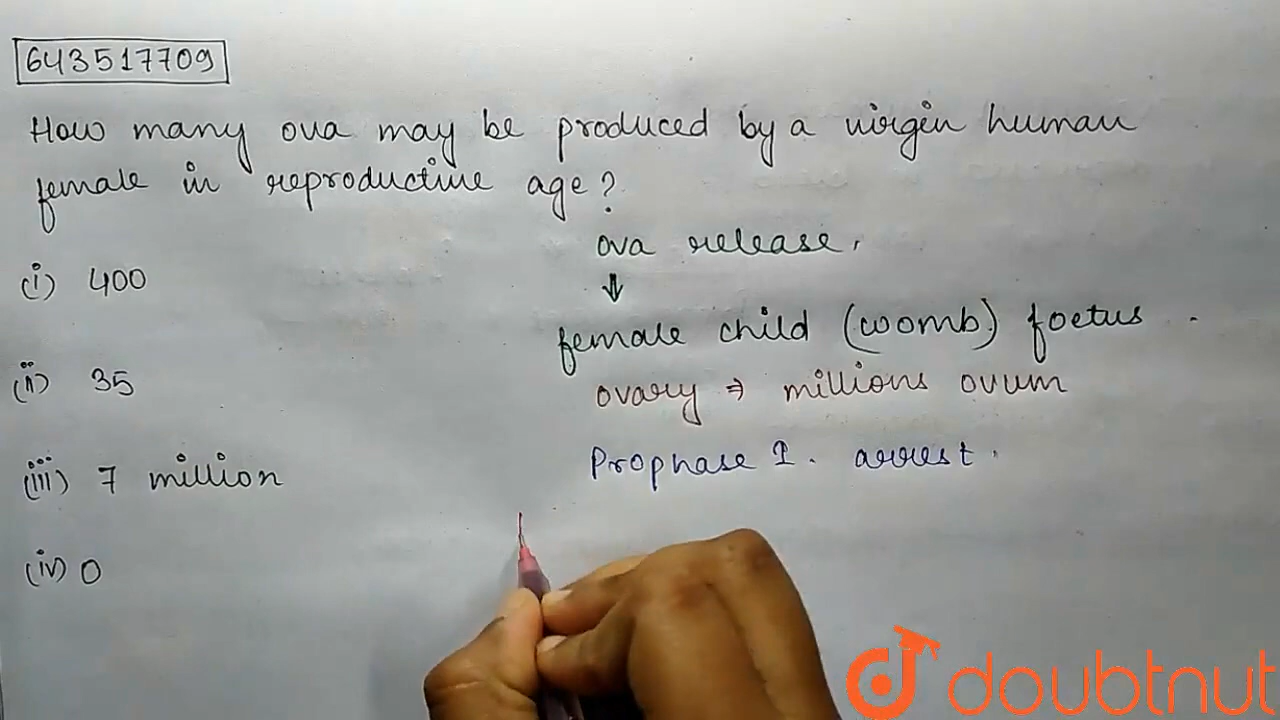 643517709
How many ova may be produced by a virgin human
female in reproductive age?
ova release.
(i) 400
↓
female child (womb) foetus.
(ii) 35
ovary ⇒ millions ovum
Prophase I. arrest.
(iii) 7 million
(iv) 0
doubtnut